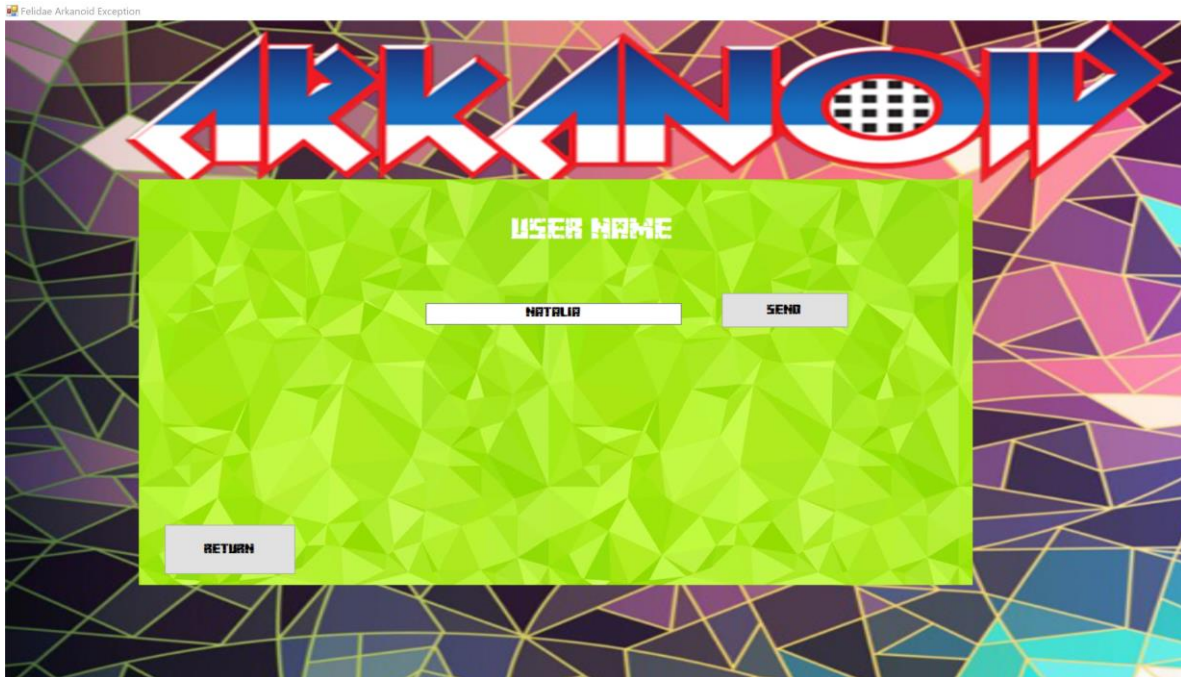 Felidae Arkanoid Exception
ARKANOID
USER NAME
NATALIA
SEND
RETURN